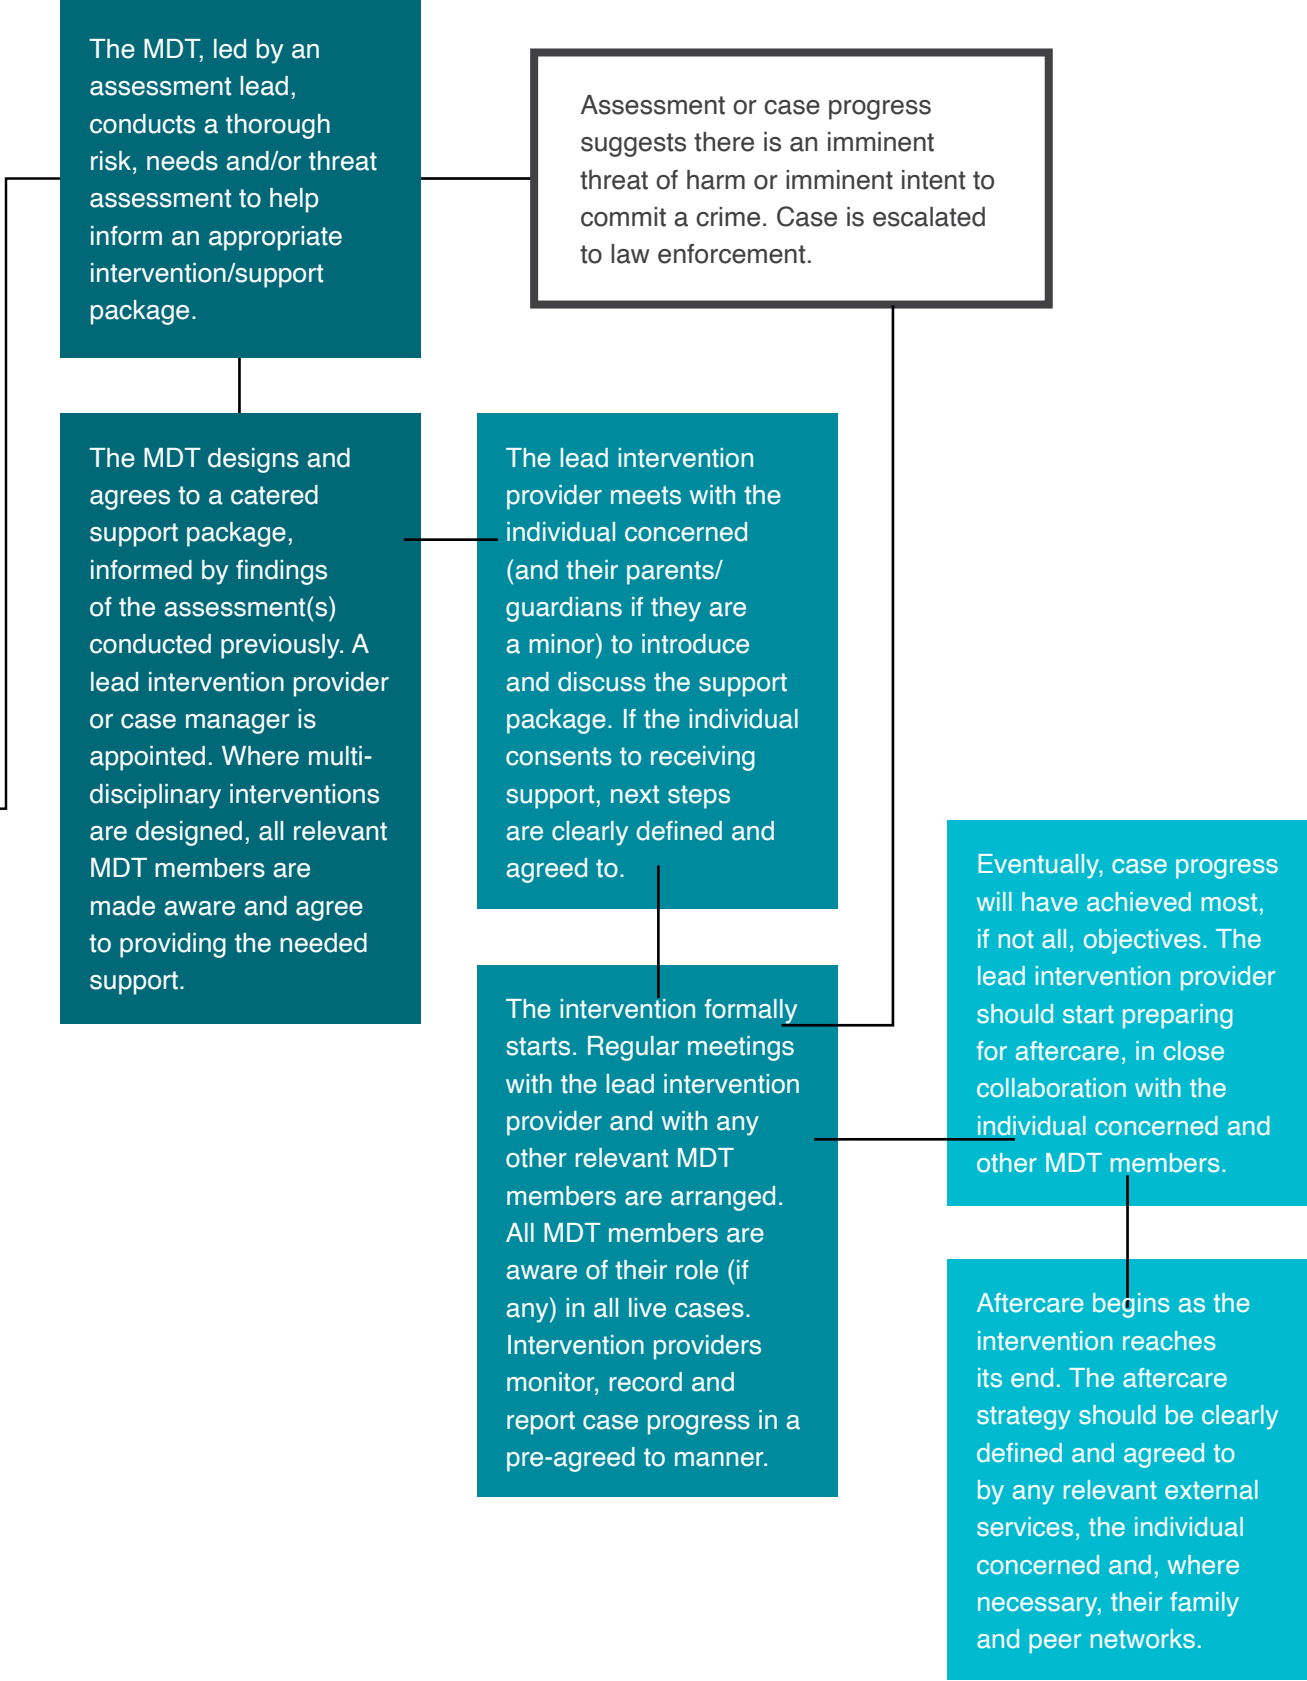 The MDT, led by an
assessment lead,
conducts a thorough
risk, needs and/or threat
assessment to help
inform an appropriate
intervention/support
package.
Assessment or case progress
suggests there is an imminent
threat of harm or imminent intent to
commit a crime. Case is escalated
to law enforcement.
The MDT designs and
agrees to a catered
support package,
informed by findings
of the assessment(s)
conducted previously. A
lead intervention provider
or case manager is
appointed. Where multi-
disciplinary interventions
are designed, all relevant
MDT members are
made aware and agree
to providing the needed
support.
The lead intervention
provider meets with the
individual concerned
(and their parents/
guardians if they are
a minor) to introduce
and discuss the support
package. If the individual
consents to receiving
support, next steps
are clearly defined and
agreed to.
The intervention formally
starts. Regular meetings
with the lead intervention
provider and with any
other relevant MDT
members are arranged.
All MDT members are
aware of their role (if
any) in all live cases.
Intervention providers
monitor, record and
report case progress in a
pre-agreed to manner.
Eventually, case progress
will have achieved most,
if not all, objectives. The
lead intervention provider
should start preparing
for aftercare, in close
collaboration with the
individual concerned and
other MDT members.
Aftercare begins as the
intervention reaches
its end. The aftercare
strategy should be clearly
defined and agreed to
by any relevant external
services, the individual
concerned and, where
necessary, their family
and peer networks.